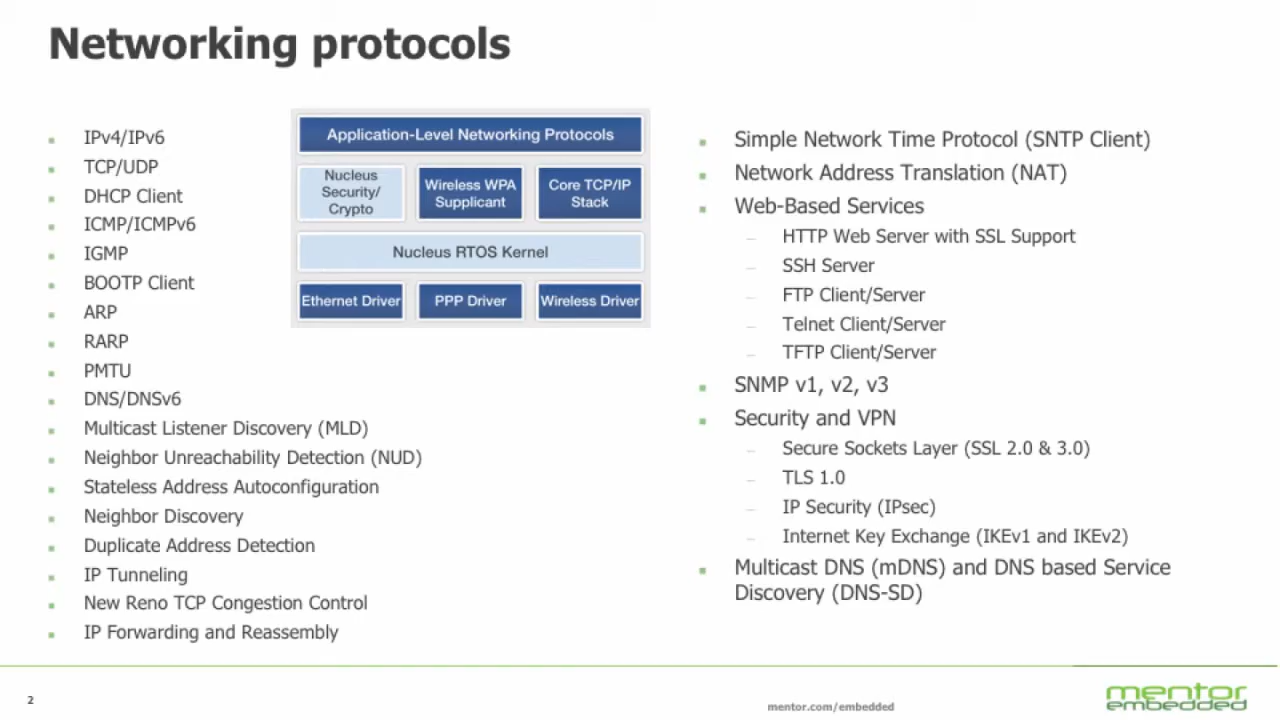 Networking protocols
IPv4/IPv6
TCP/UDP
DHCP Client
ICMP/ICMPv6
IGMP
BOOTP Client
ARP
RARP
PMTU
DNS/DNSv6
Multicast Listener Discovery (MLD)
Neighbor Unreachability Detection (NUD)
Stateless Address Autoconfiguration
Neighbor Discovery
Duplicate Address Detection
IP Tunneling
New Reno TCP Congestion Control
IP Forwarding and Reassembly
Application-Level Networking Protocols
Nucleus
Security/
Crypto
Wireless WPA
Supplicant
Core TCP/IP
Stack
Nucleus RTOS Kernel
Ethernet Driver
PPP Driver
Wireless Driver
Simple Network Time Protocol (SNTP Client)
Network Address Translation (NAT)
Web-Based Services
HTTP Web Server with SSL Support
SSH Server
FTP Client/Server
Telnet Client/Server
TFTP Client/Server
SNMP v1, v2, v3
Security and VPN
Secure Sockets Layer (SSL 2.0 & 3.0)
TLS 1.0
IP Security (IPsec)
Internet Key Exchange (IKEv1 and IKEv2)
Multicast DNS (mDNS) and DNS based Service
Discovery (DNS-SD)
2
mentor.com/embedded
mentor
embedded